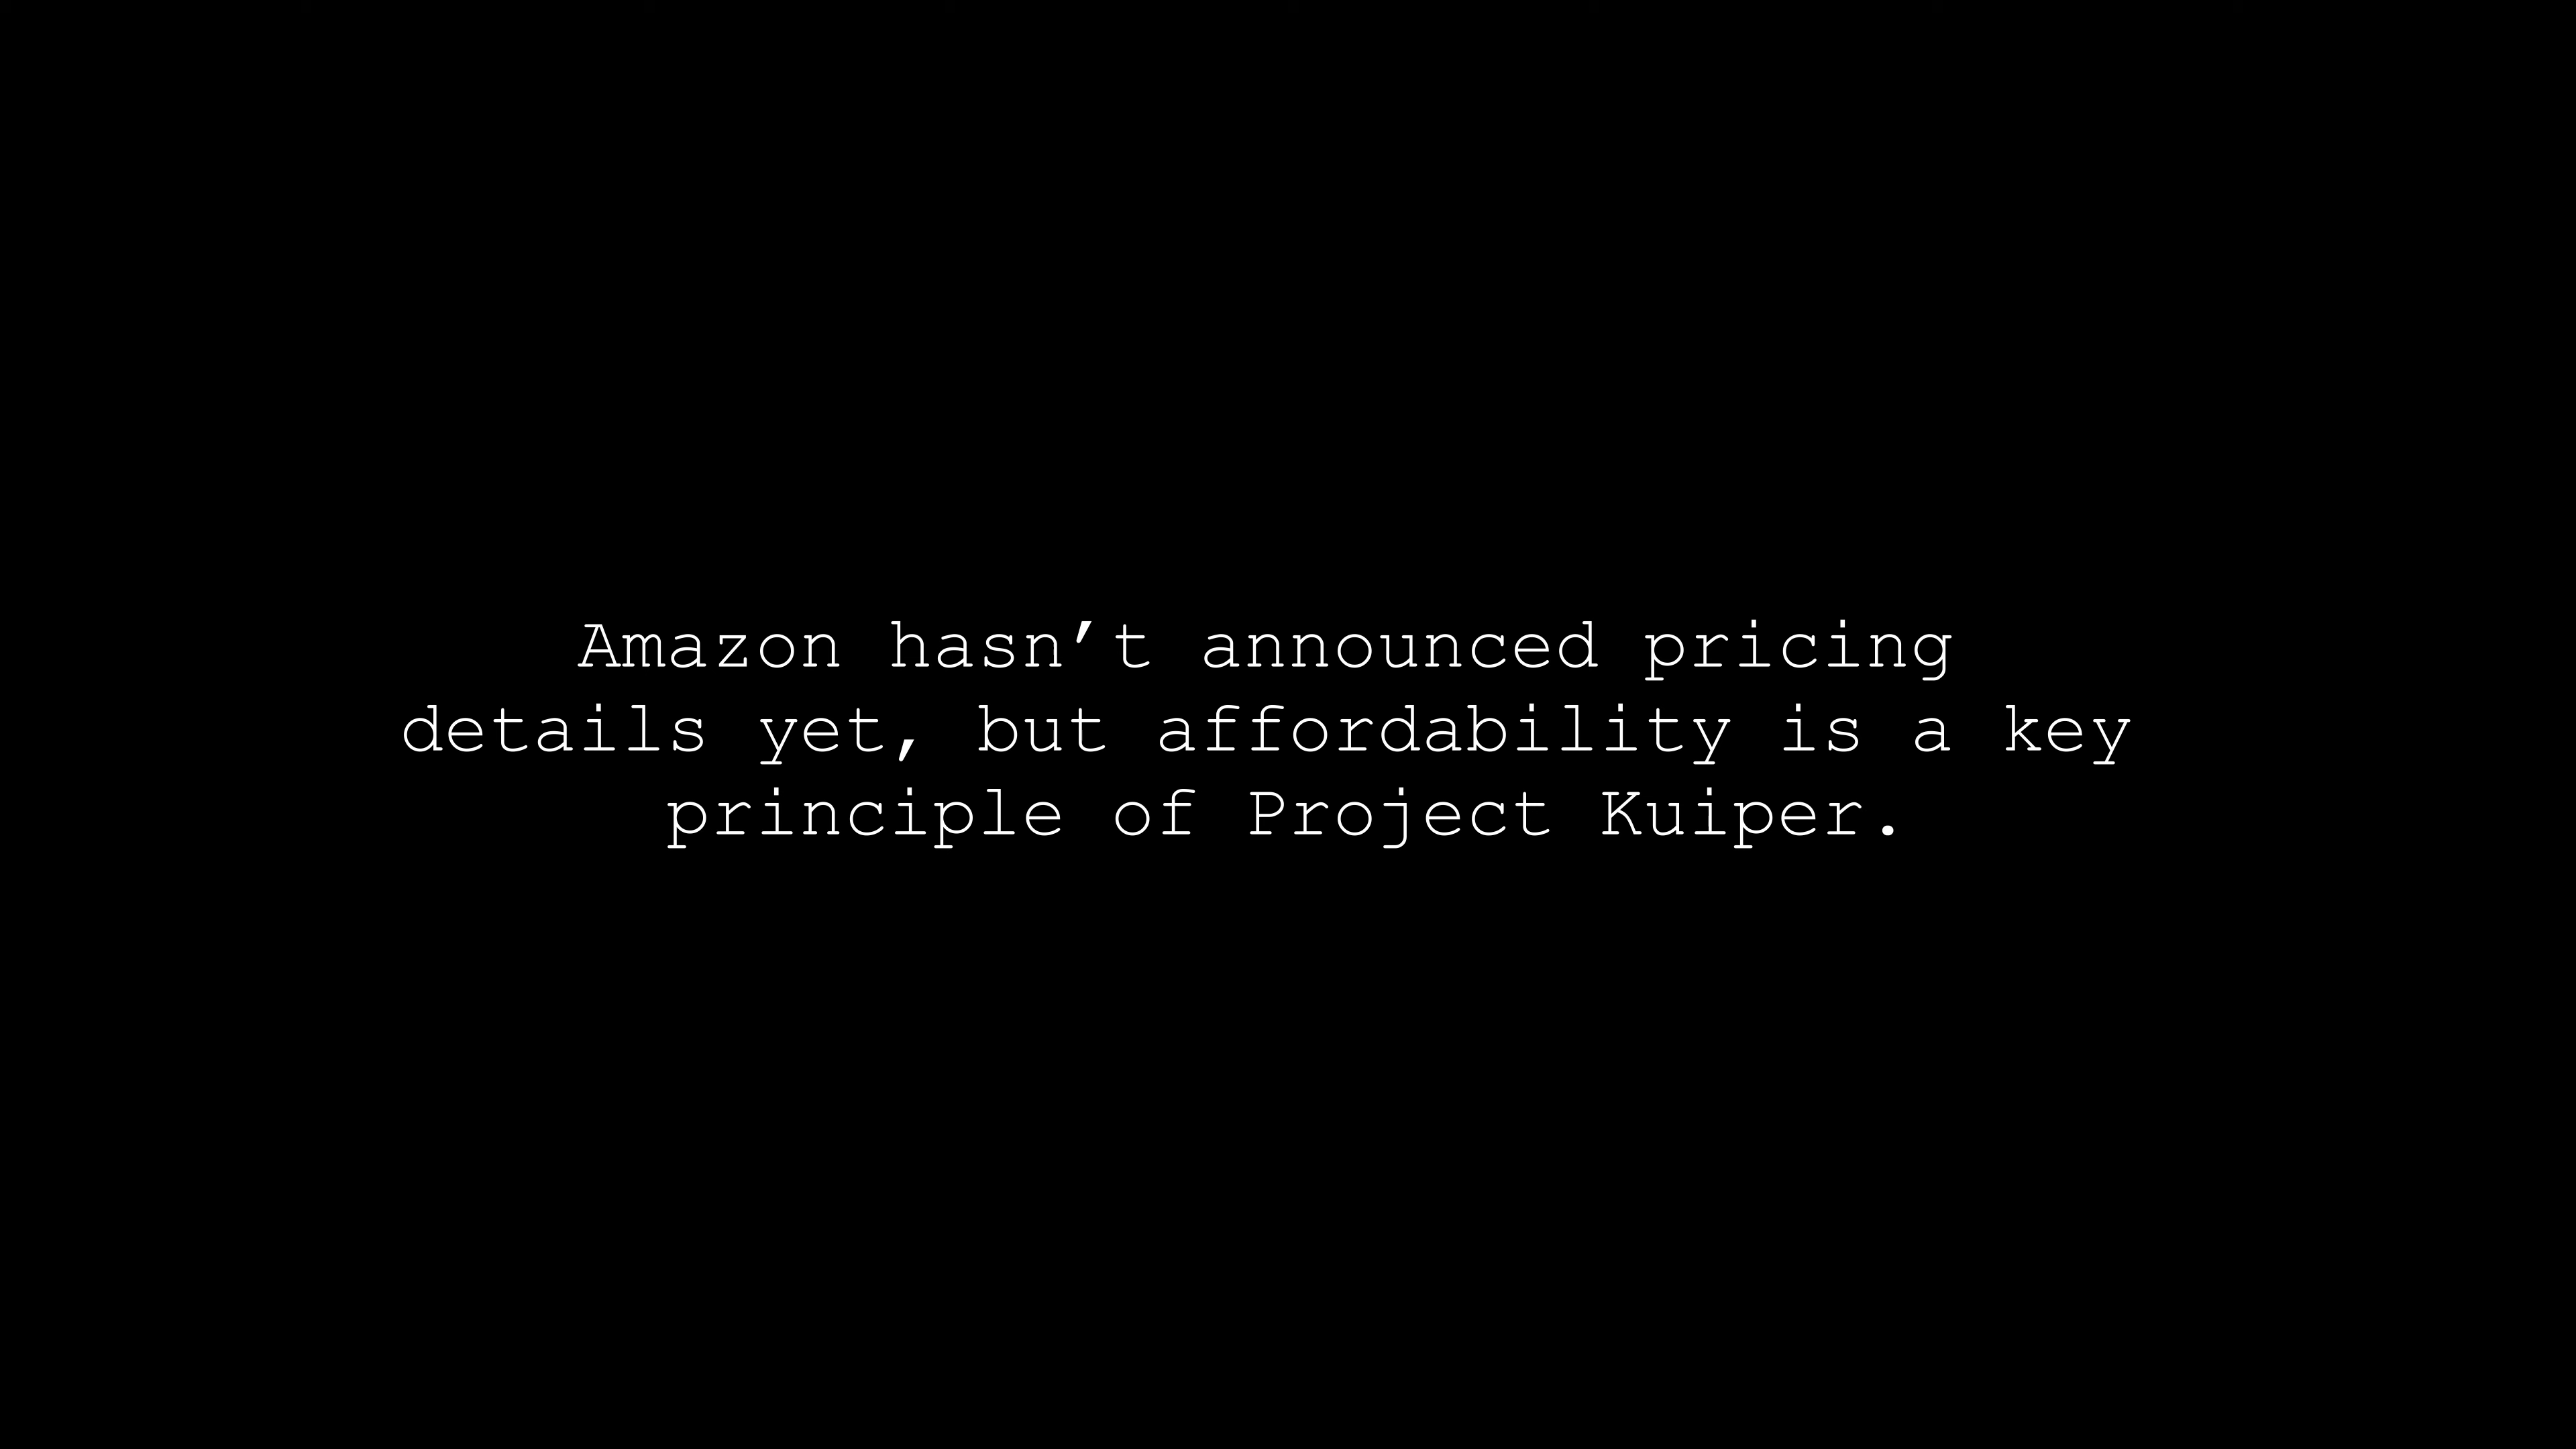 Amazon hasn’t announced pricing
details yet, but affordability is a key
principle of Project Kuiper.